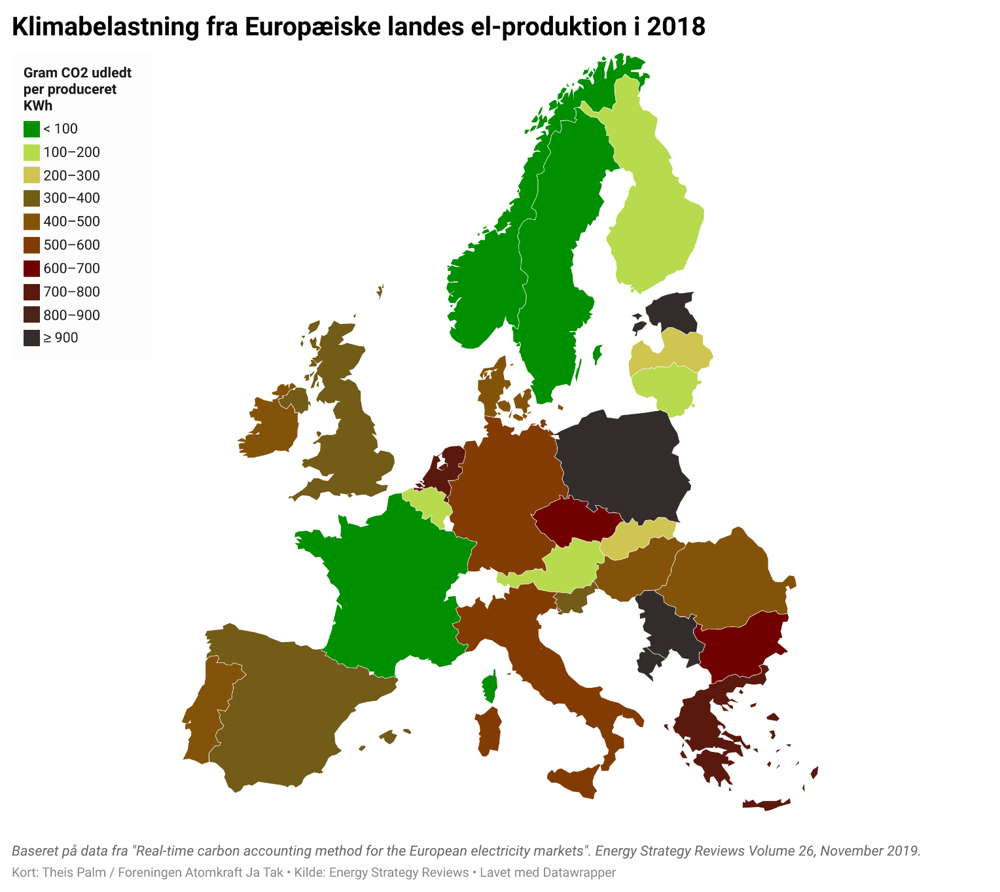 Klimabelastning fra Europæiske landes el-produktion i 2018
Gram CO2 udledt
per produceret
KWh
< 100
100–200
200–300
300–400
400–500
500–600
600–700
700–800
800–900
≥ 900
Baseret på data fra "Real-time carbon accounting method for the European electricity markets". Energy Strategy Reviews Volume 26, November 2019.
Kort: Theis Palm / Foreningen Atomkraft Ja Tak • Kilde: Energy Strategy Reviews • Lavet med Datawrapper